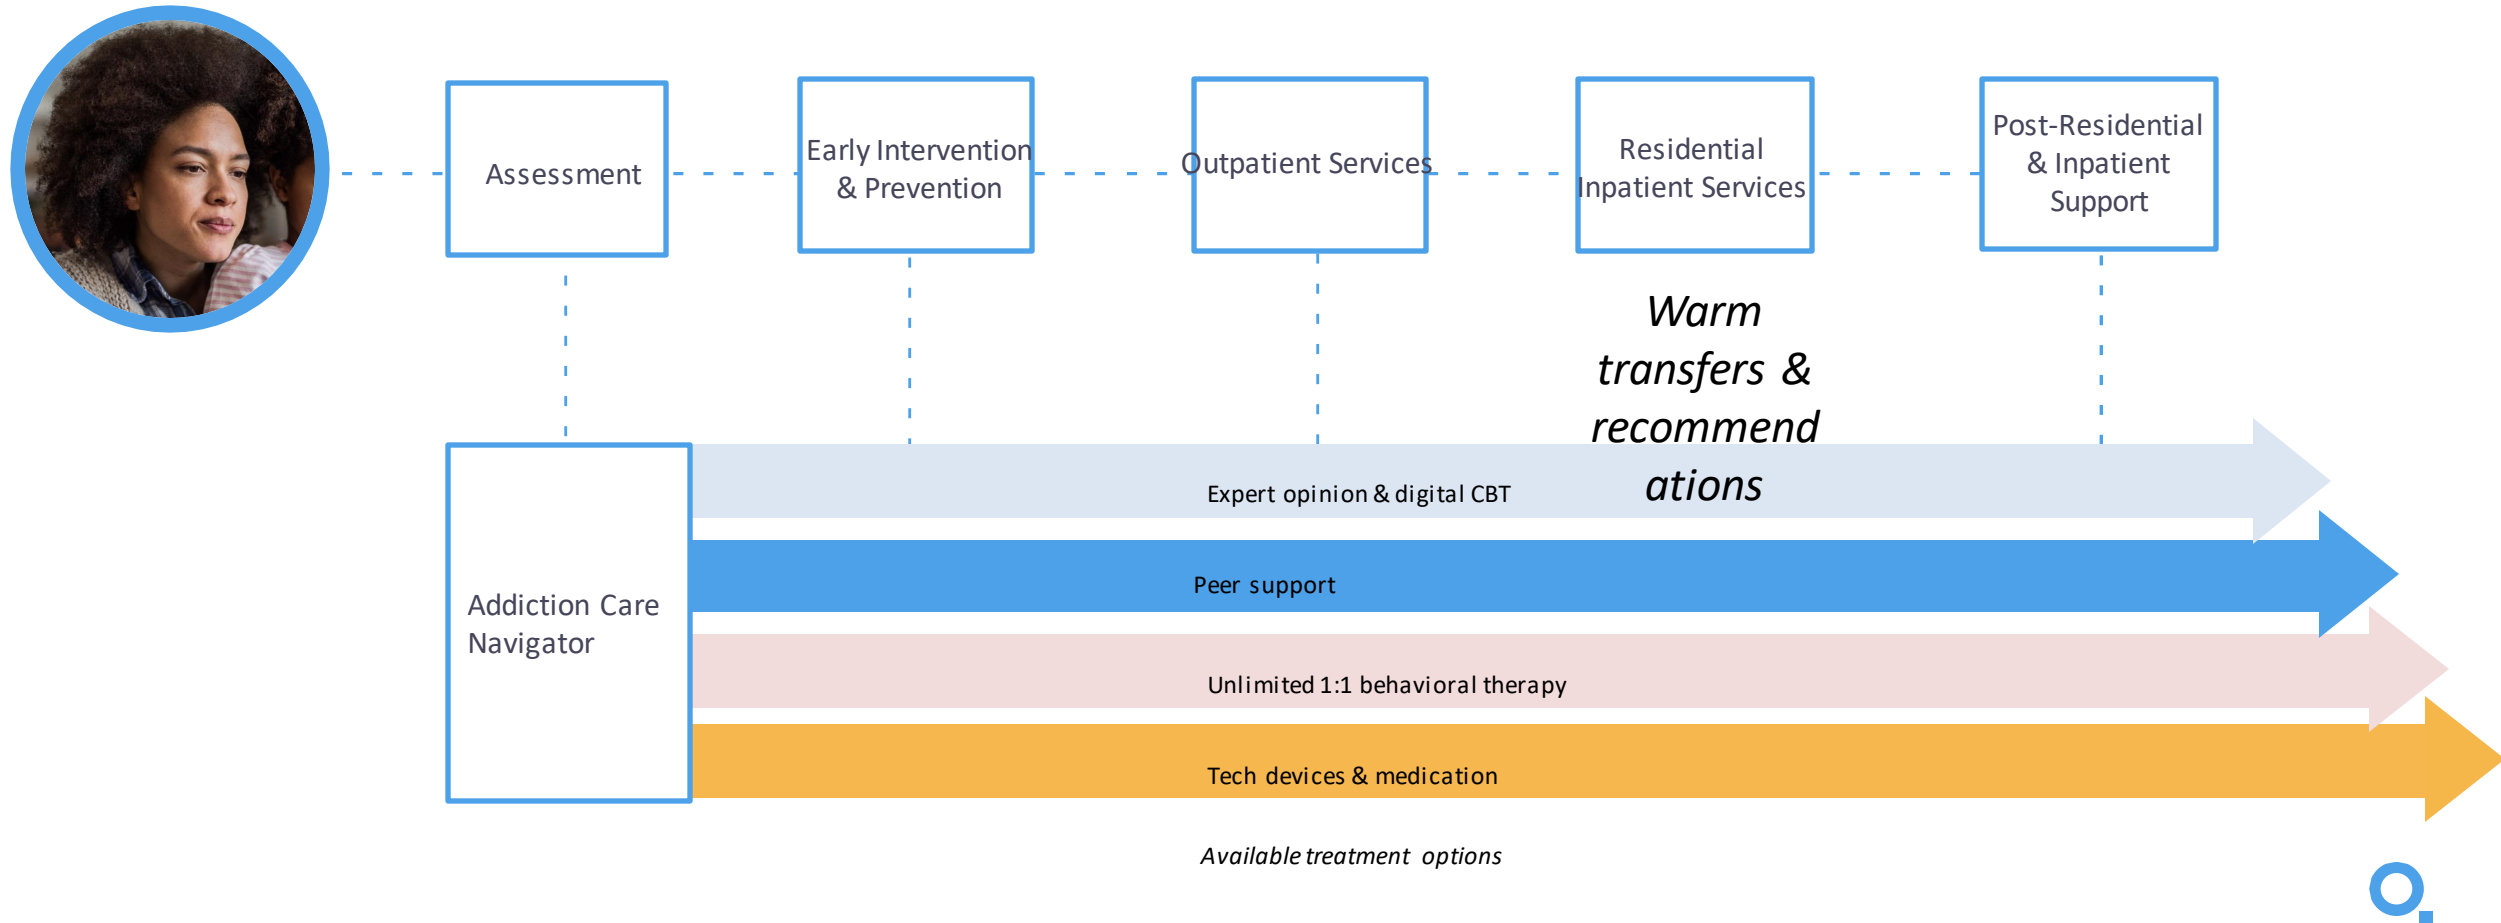 Assessment
Early Intervention
& Prevention
Outpatient Services
Residential
Inpatient Services
Post-Residential
& Inpatient
Support
Warm
transfers &
recommend
ations
Addiction Care
Navigator
Expert opinion & digital CBT
Peer support
Unlimited 1:1 behavioral therapy
Tech devices & medication
Available treatment options